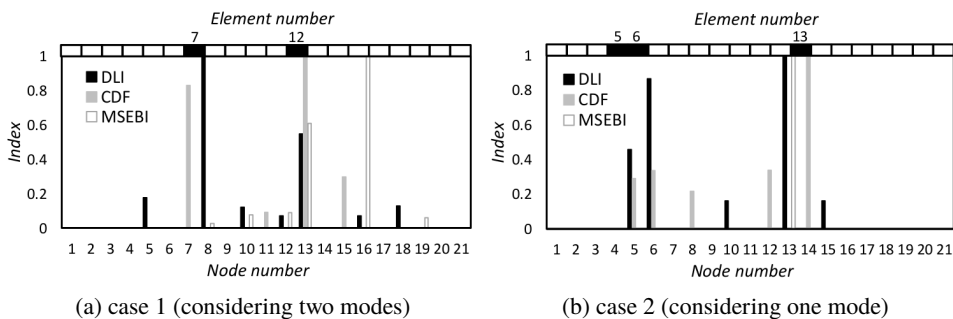 Element number
7 12
1
0.8
0.6
0.4
0.2
0
Index
DLI
CDF
MSEBI
1 2 3 4 5 6 7 8 9 10 11 12 13 14 15 16 17 18 19 20 21
Node number
(a) case 1 (considering two modes)
Element number
5 6 13
1
0.8
0.6
0.4
0.2
0
Index
DLI
CDF
MSEBI
1 2 3 4 5 6 7 8 9 10 11 12 13 14 15 16 17 18 19 20 21
Node number
(b) case 2 (considering one mode)